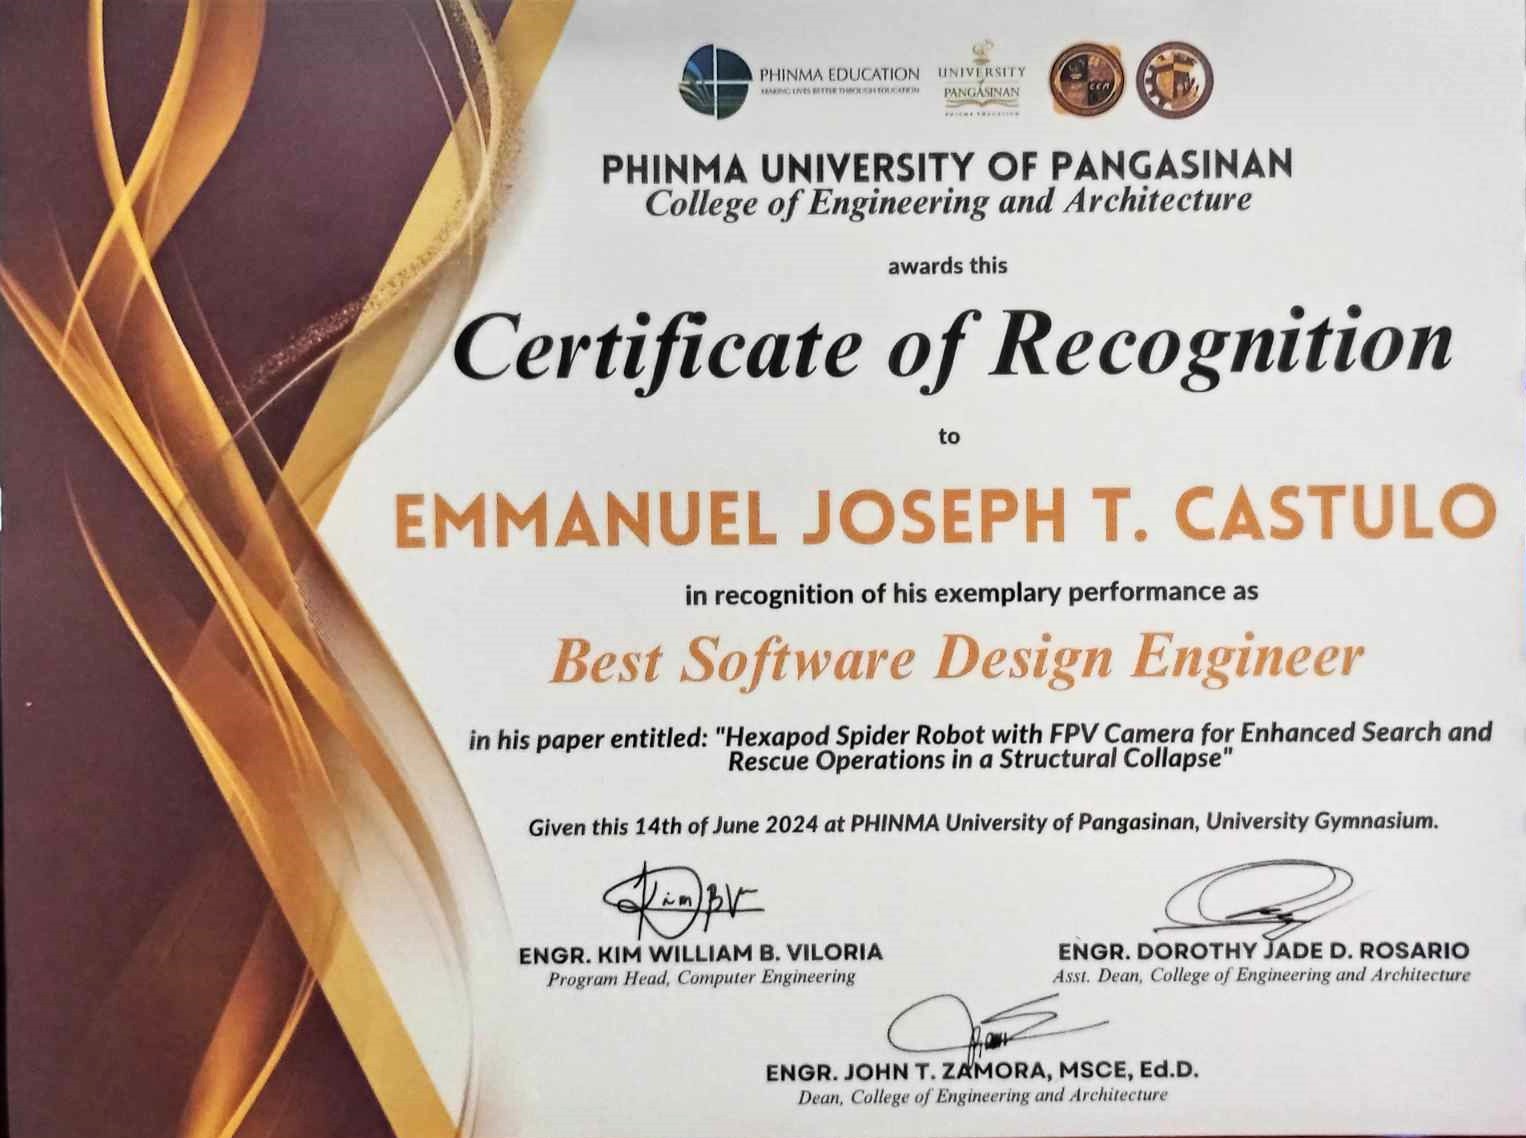 PHINMA EDUCATION
MAKING LIVES BETTER THROUGH EDUCATION
UNIVERSITY
OF
PANGASINAN
PHINMA EDUCATION
CEA
PHINMA UNIVERSITY OF PANGASINAN
College of Engineering and Architecture
awards this
Certificate of Recognition
to
EMMANUEL JOSEPH T. CASTULO
in recognition of his exemplary performance as
Best Software Design Engineer
in his paper entitled: "Hexapod Spider Robot with FPV Camera for Enhanced Search and
Rescue Operations in a Structural Collapse"
Given this 14th of June 2024 at PHINMA University of Pangasinan, University Gymnasium.
Kim BV
ENGR. KIM WILLIAM B. VILORIA
Program Head, Computer Engineering
ENGR. DOROTHY JADE D. ROSARIO
Asst. Dean, College of Engineering and Architecture
ENGR. JOHN T. ZAMORA, MSCE, Ed.D.
Dean, College of Engineering and Architecture